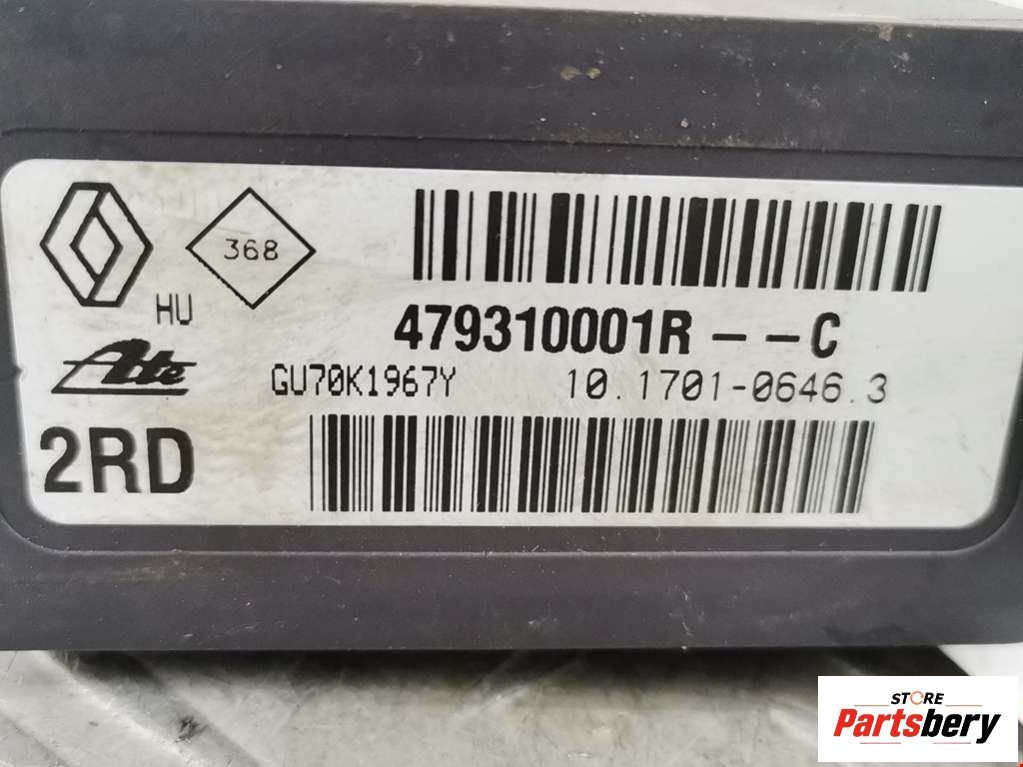 368
HU
479310001R--C
Ate
GU70K1967Y 10.1701-0646.3
2RD
STORE
Partsbery